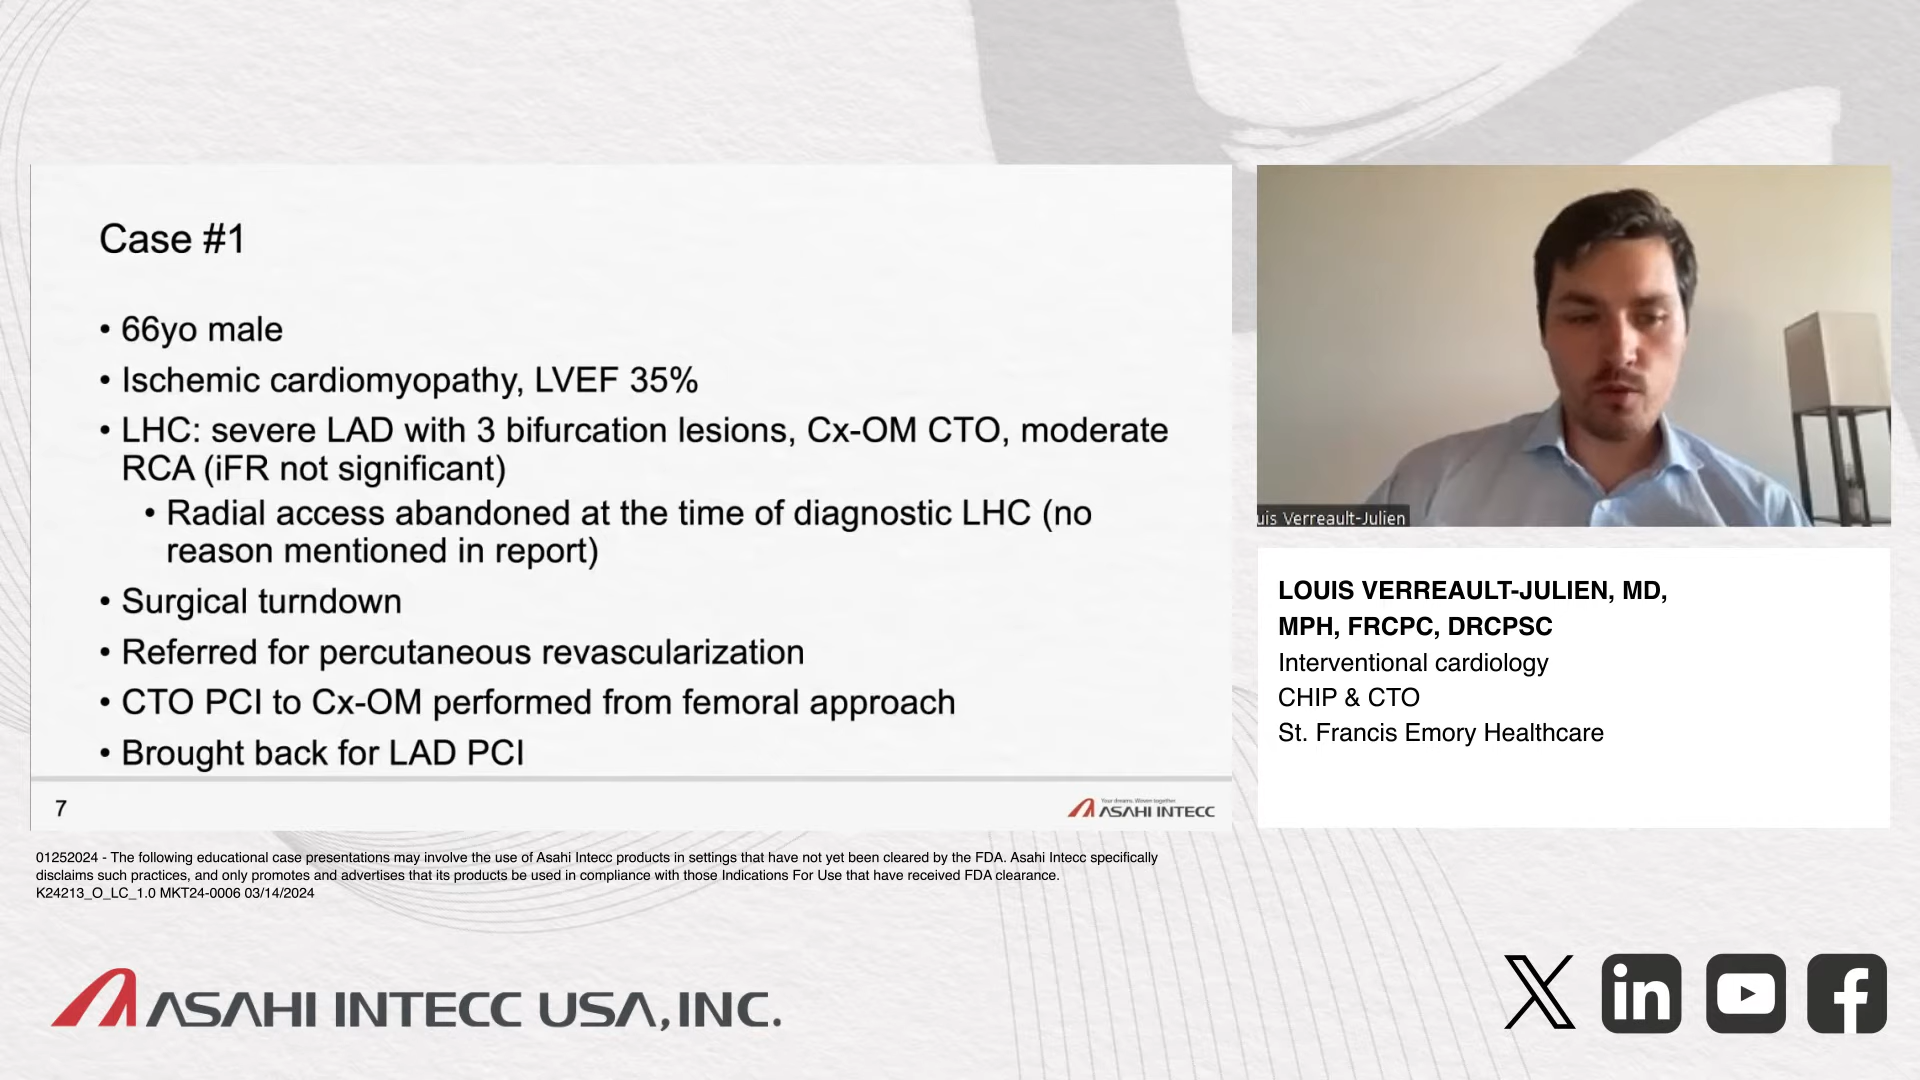 Case #1
• 66yo male
• Ischemic cardiomyopathy, LVEF 35%
• LHC: severe LAD with 3 bifurcation lesions, Cx-OM CTO, moderate
RCA (iFR not significant)
• Radial access abandoned at the time of diagnostic LHC (no
reason mentioned in report)
• Surgical turndown
• Referred for percutaneous revascularization
• CTO PCI to Cx-OM performed from femoral approach
• Brought back for LAD PCI
7
Your dreams. Woven together.
ASAHI INTECC
uis Verreault-Julien
LOUIS VERREAULT-JULIEN, MD,
MPH, FRCPC, DRCPSC
Interventional cardiology
CHIP & CTO
St. Francis Emory Healthcare
01252024 - The following educational case presentations may involve the use of Asahi Intecc products in settings that have not yet been cleared by the FDA. Asahi Intecc specifically
disclaims such practices, and only promotes and advertises that its products be used in compliance with those Indications For Use that have received FDA clearance.
K24213_O_LC_1.0 MKT24-0006 03/14/2024
ASAHI INTECC USA, INC.